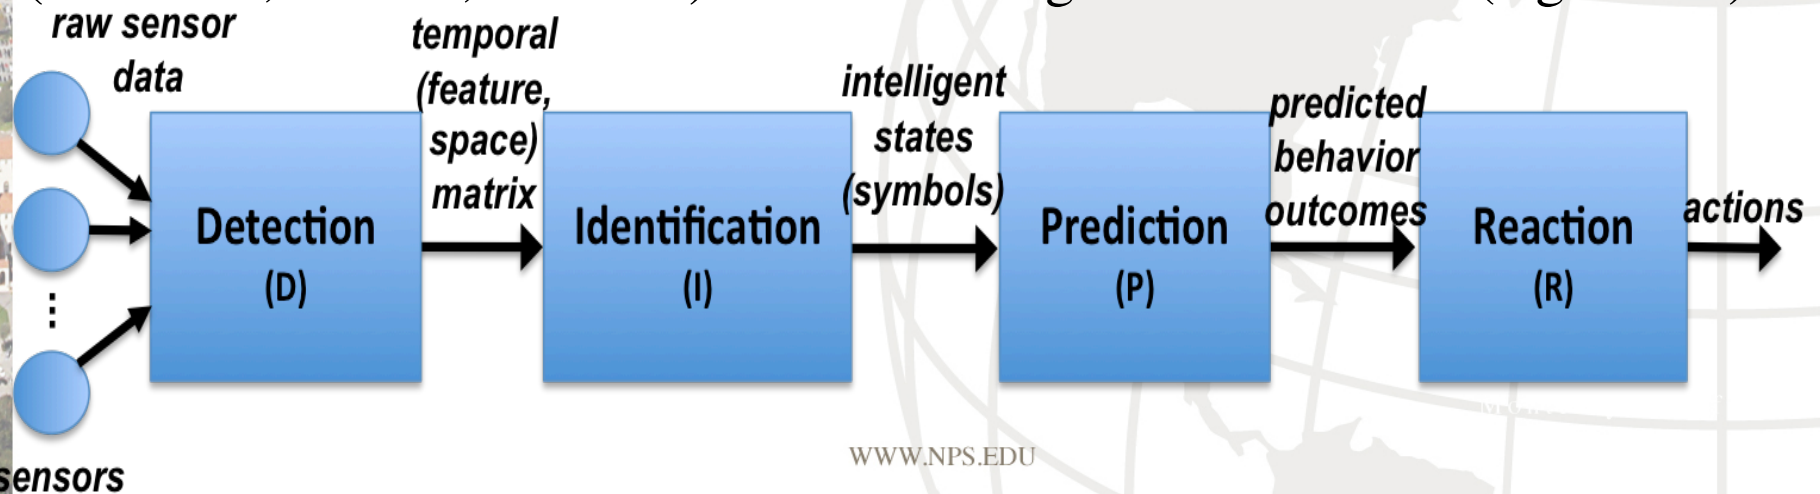 raw sensor
data
temporal
(feature,
space)
matrix
intelligent
states
(symbols)
predicted
behavior
outcomes
actions
Detection
(D)
Identification
(I)
Prediction
(P)
Reaction
(R)
⋮
sensors
WWW.NPS.EDU